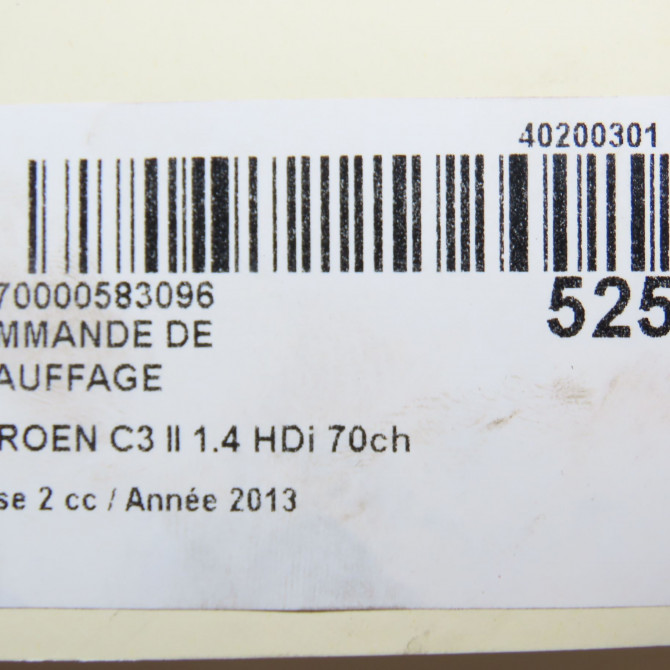 40200301
70000583096
525
MMANDE DE
AUFFAGE
ROEN C3 II 1.4 HDi 70ch
se 2 cc / Année 2013